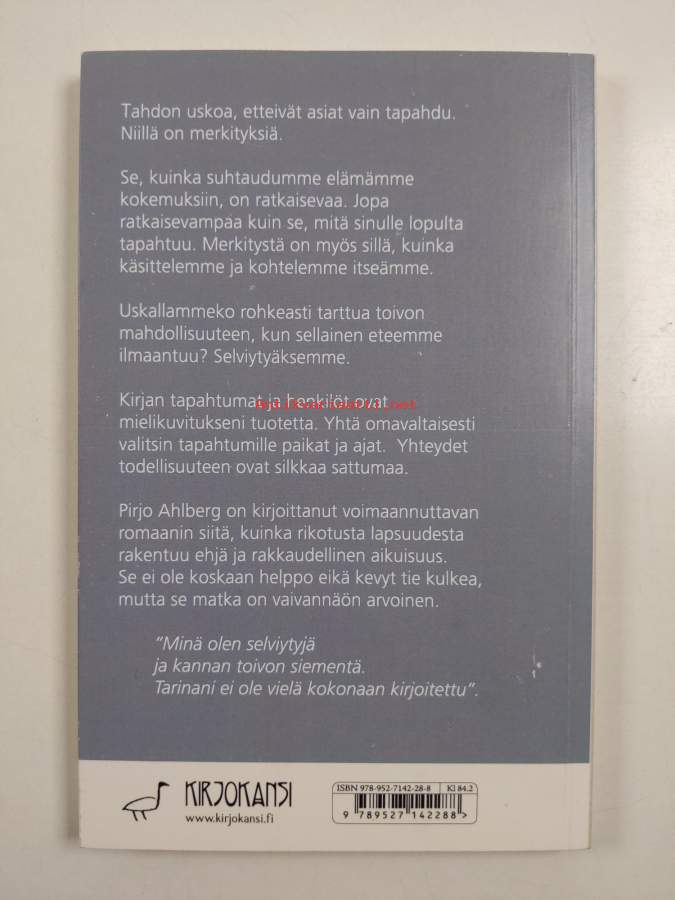 Tahdon uskoa, etteivät asiat vain tapahdu.
Niillä on merkityksiä.
Se, kuinka suhtaudumme elämämme
kokemuksiin, on ratkaisevaa. Jopa
ratkaisevampaa kuin se, mitä sinulle lopulta
tapahtuu. Merkitystä on myös sillä, kuinka
käsittelemme ja kohtelemme itseämme.
Uskallammeko rohkeasti tarttua toivon
mahdollisuuteen, kun sellainen eteemme
ilmaantuu? Selviytyäksemme.
Kirjan tapahtumat ja henkilöt ovat
mielikuvitukseni tuotetta. Yhtä omavaltaisesti
valitsin tapahtumille paikat ja ajat.  Yhteydet
todellisuuteen ovat silkkaa sattumaa.
Pirjo Ahlberg on kirjoittanut voimaannuttavan
romaanin siitä, kuinka rikotusta lapsuudesta
rakentuu ehjä ja rakkaudellinen aikuisuus.
Se ei ole koskaan helppo eikä kevyt tie kulkea,
mutta se matka on vaivannäön arvoinen.
"Minä olen selviytyjä
ja kannan toivon siementä.
Tarinani ei ole vielä kokonaan kirjoitettu".
KIRJOKANSI
www.kirjokansi.fi
ISBN 978-952-7142-28-8 Kl 84.2
9 789527 142288 >